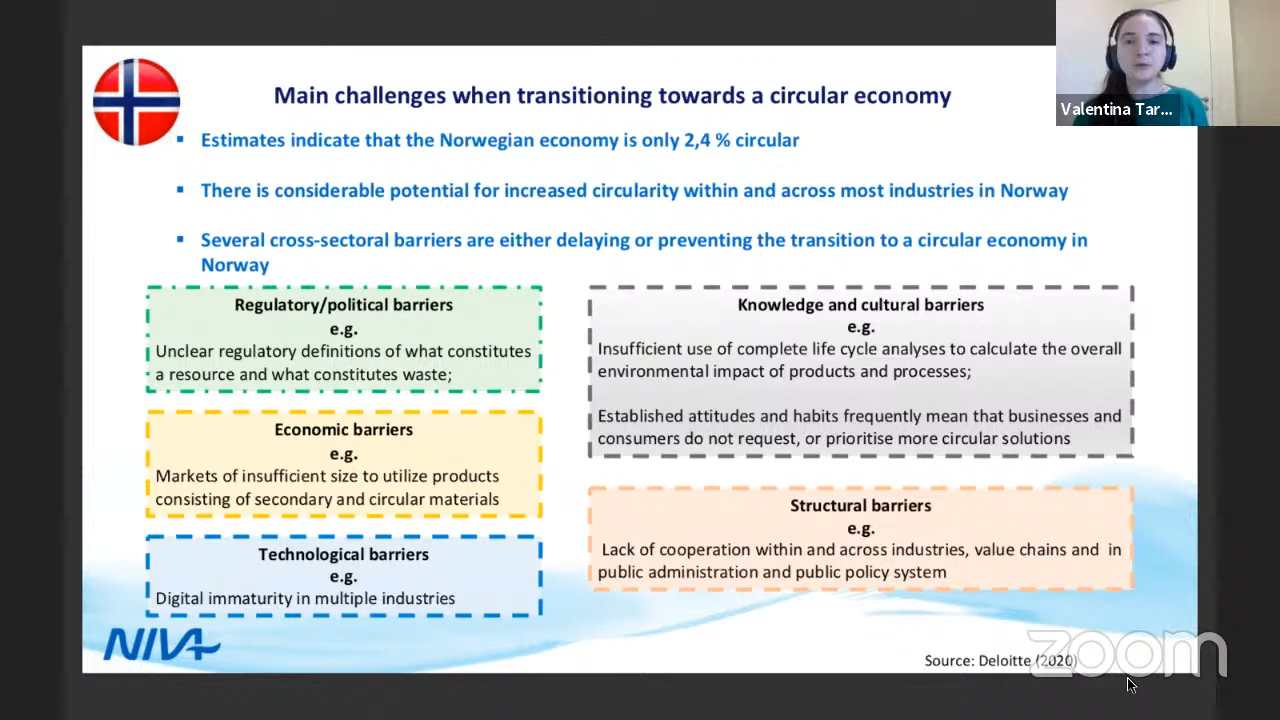 Main challenges when transitioning towards a circular economy
Valentina Tar...
Estimates indicate that the Norwegian economy is only 2,4 % circular
There is considerable potential for increased circularity within and across most industries in Norway
Several cross-sectoral barriers are either delaying or preventing the transition to a circular economy in
Norway
Regulatory/political barriers
e.g.
Unclear regulatory definitions of what constitutes
a resource and what constitutes waste;
Economic barriers
e.g.
Markets of insufficient size to utilize products
consisting of secondary and circular materials
Technological barriers
e.g.
Digital immaturity in multiple industries
Knowledge and cultural barriers
e.g.
Insufficient use of complete life cycle analyses to calculate the overall
environmental impact of products and processes;
Established attitudes and habits frequently mean that businesses and
consumers do not request, or prioritise more circular solutions
Structural barriers
e.g.
Lack of cooperation within and across industries, value chains and in
public administration and public policy system
NIVA
Source: Deloitte (2020)
zoom